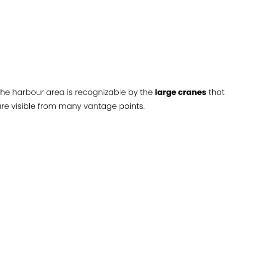 he harbour area is recognizable by the large cranes that
re visible from many vantage points.